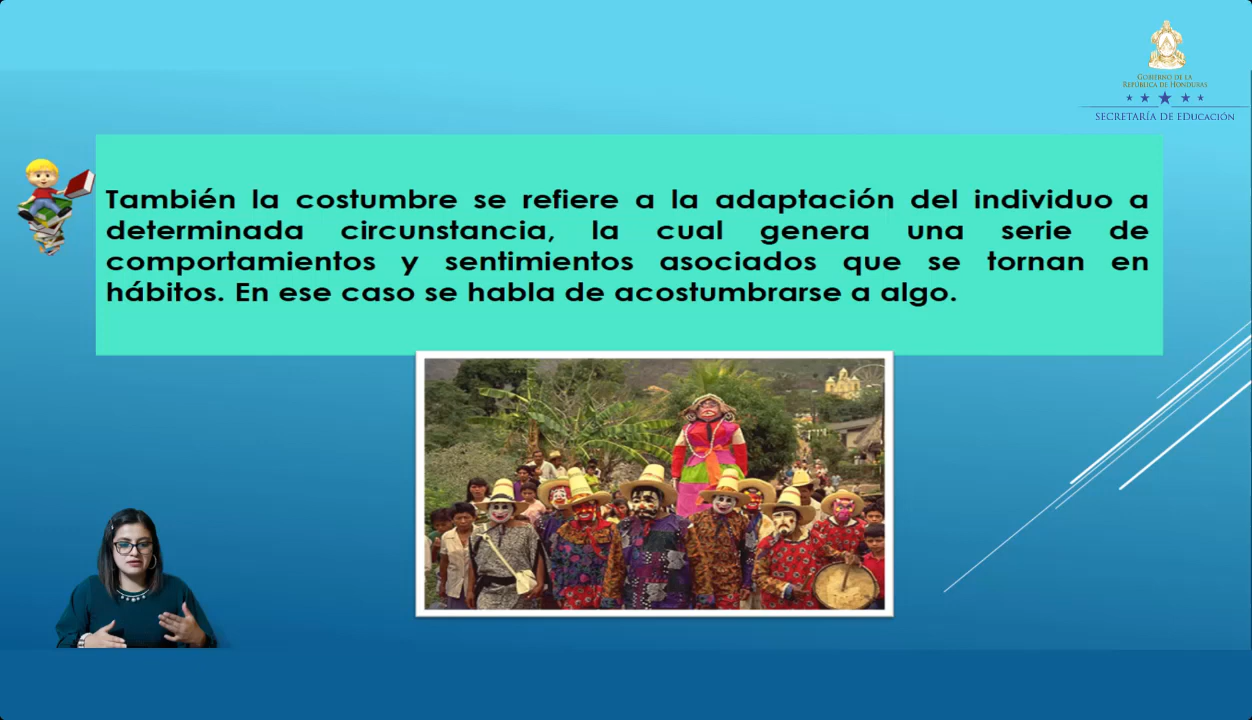 GOBIERNO DE LA
REPÚBLICA DE HONDURAS
SECRETARÍA DE EDUCACIÓN
También la costumbre se refiere a la adaptación del individuo a
determinada circunstancia, la cual genera una serie de
comportamientos y sentimientos asociados que se tornan en
hábitos. En ese caso se habla de acostumbrarse a algo.